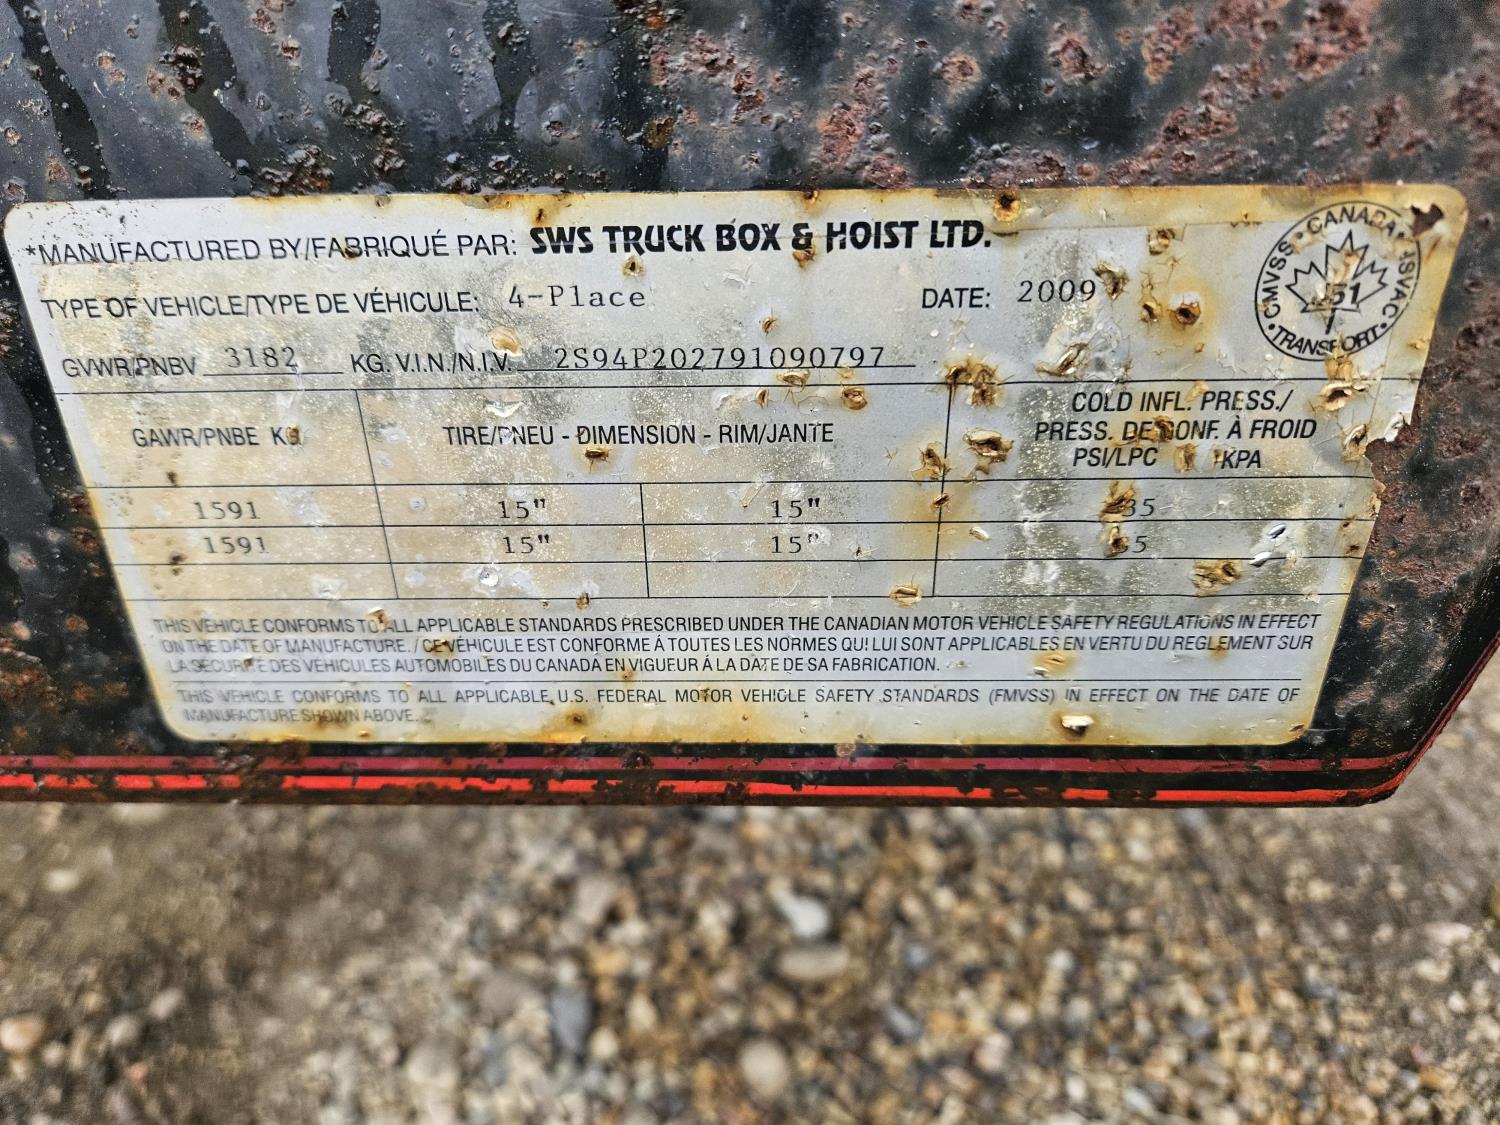 *MANUFACTURED BY/FABRIQUÉ PAR: SWS TRUCK BOX & HOIST LTD.
TYPE OF VEHICLE/TYPE DE VÉHICULE: 4-Place DATE: 2009
CANADA
CMVSS NSVAC
TRANSPORT
GVWR/PNBV 3182 KG. V.I.N./N.I.V. 2S94P202791090797
GAWR/PNBE KG TIRE/PNEU - DIMENSION - RIM/JANTE COLD INFL. PRESS./
PRESS. DE GONF. À FROID
PSI/LPC KPA
1591 15" 15" 35
1591 15" 15"
THIS VEHICLE CONFORMS TO ALL APPLICABLE STANDARDS PRESCRIBED UNDER THE CANADIAN MOTOR VEHICLE SAFETY REGULATIONS IN EFFECT
ON THE DATE OF MANUFACTURE. / CE VÉHICULE EST CONFORME Á TOUTES LES NORMES QUI LUI SONT APPLICABLES EN VERTU DU REGLEMENT SUR
LA SÉCURITÉ DES VÉHICULES AUTOMOBILES DU CANADA EN VIGUEUR Á LA DATE DE SA FABRICATION.
THIS VEHICLE CONFORMS TO ALL APPLICABLE U.S. FEDERAL MOTOR VEHICLE SAFETY STANDARDS (FMVSS) IN EFFECT ON THE DATE OF
MANUFACTURE SHOWN ABOVE.